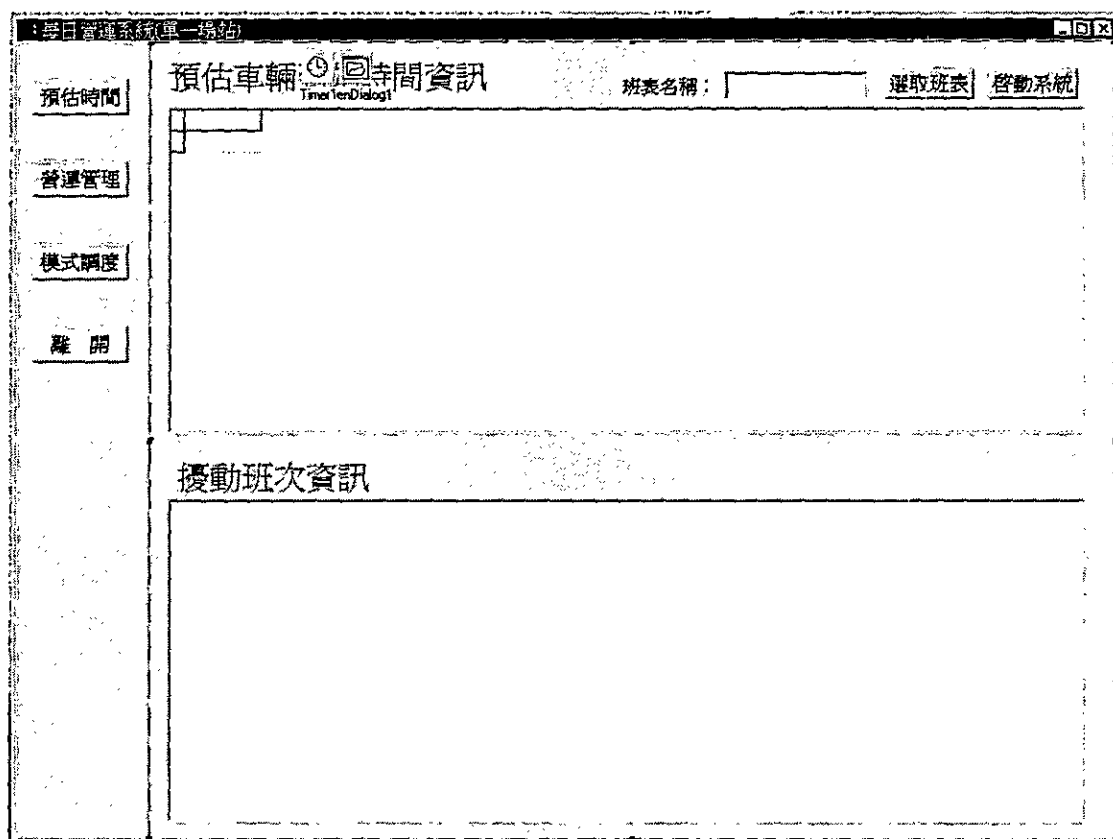 每日營運系統(單一場站)
預估時間
營運管理
模式調度
離 開
預估車輛 時間資訊
班表名稱：
選取班表
啓動系統
擾動班次資訊